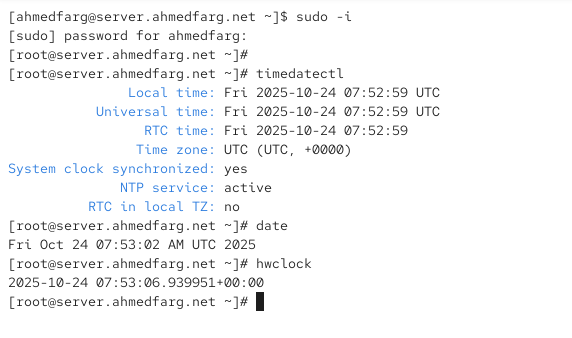 [ahmedfarg@server.ahmedfarg.net ~]$ sudo -i
[sudo] password for ahmedfarg:
[root@server.ahmedfarg.net ~]#
[root@server.ahmedfarg.net ~]# timedatectl
Local time: Fri 2025-10-24 07:52:59 UTC
Universal time: Fri 2025-10-24 07:52:59 UTC
RTC time: Fri 2025-10-24 07:52:59
Time zone: UTC (UTC, +0000)
System clock synchronized: yes
NTP service: active
RTC in local TZ: no
[root@server.ahmedfarg.net ~]# date
Fri Oct 24 07:53:02 AM UTC 2025
[root@server.ahmedfarg.net ~]# hwclock
2025-10-24 07:53:06.939951+00:00
[root@server.ahmedfarg.net ~]#